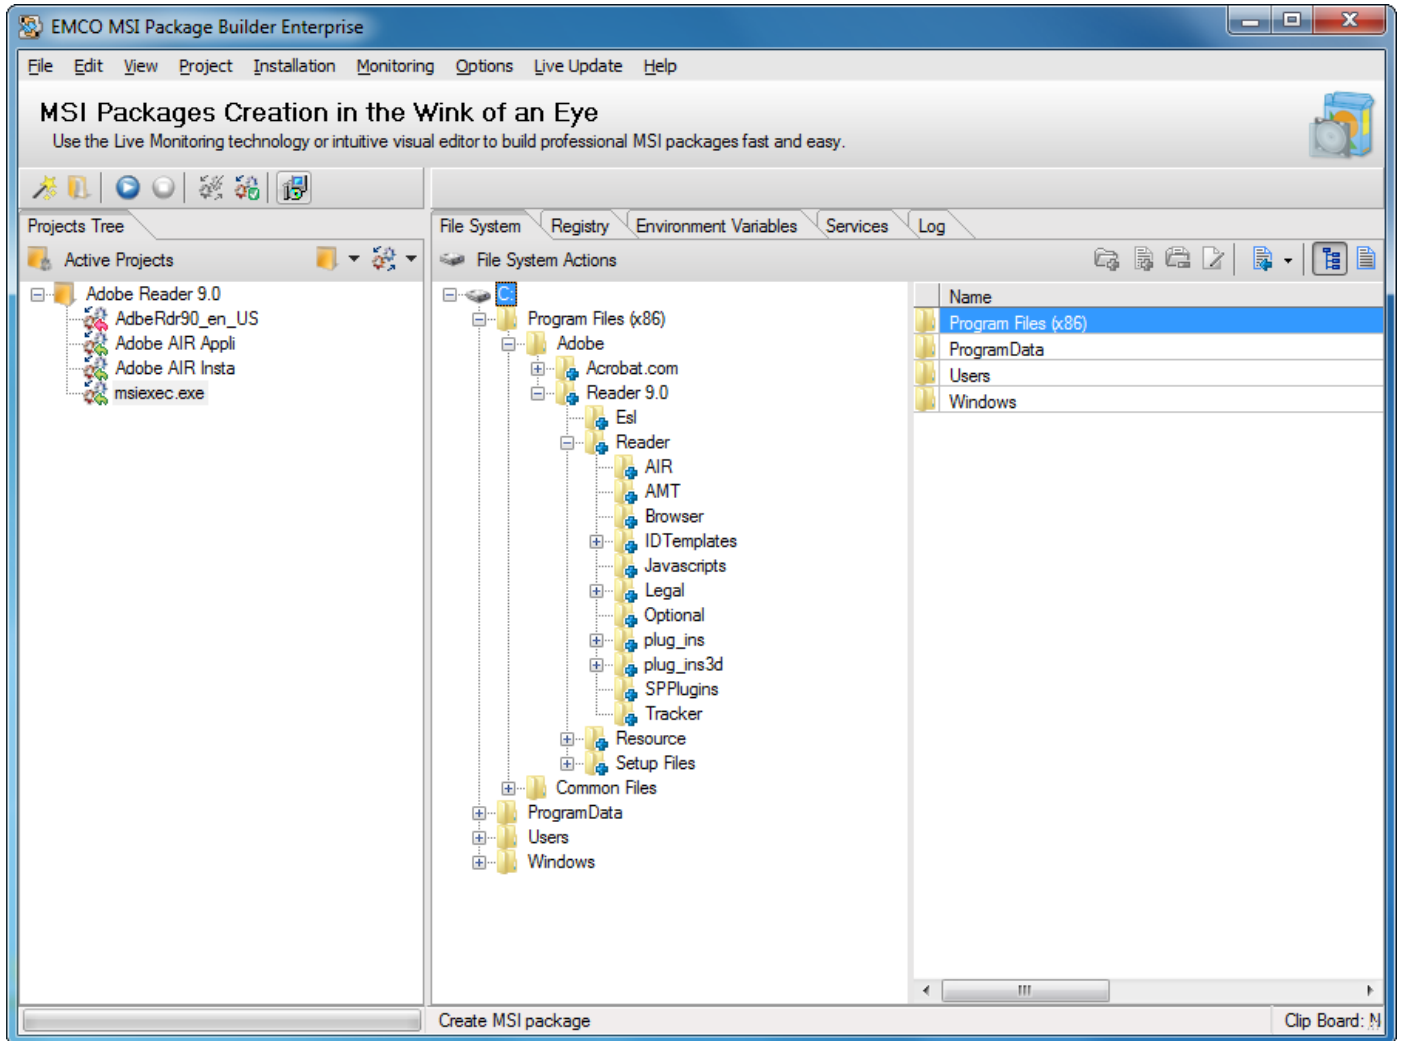 EMCO MSI Package Builder Enterprise
File Edit View Project Installation Monitoring Options Live Update Help
MSI Packages Creation in the Wink of an Eye
Use the Live Monitoring technology or intuitive visual editor to build professional MSI packages fast and easy.
Projects Tree
Active Projects
Adobe Reader 9.0
AdbeRdr90_en_US
Adobe AIR Appli
Adobe AIR Insta
msiexec.exe
File System Registry Environment Variables Services Log
File System Actions
C:
Program Files (x86)
Adobe
Acrobat.com
Reader 9.0
Esl
Reader
AIR
AMT
Browser
IDTemplates
Javascripts
Legal
Optional
plug_ins
plug_ins3d
SPPlugins
Tracker
Resource
Setup Files
Common Files
ProgramData
Users
Windows
Name
Program Files (x86)
ProgramData
Users
Windows
Create MSI package
Clip Board: N